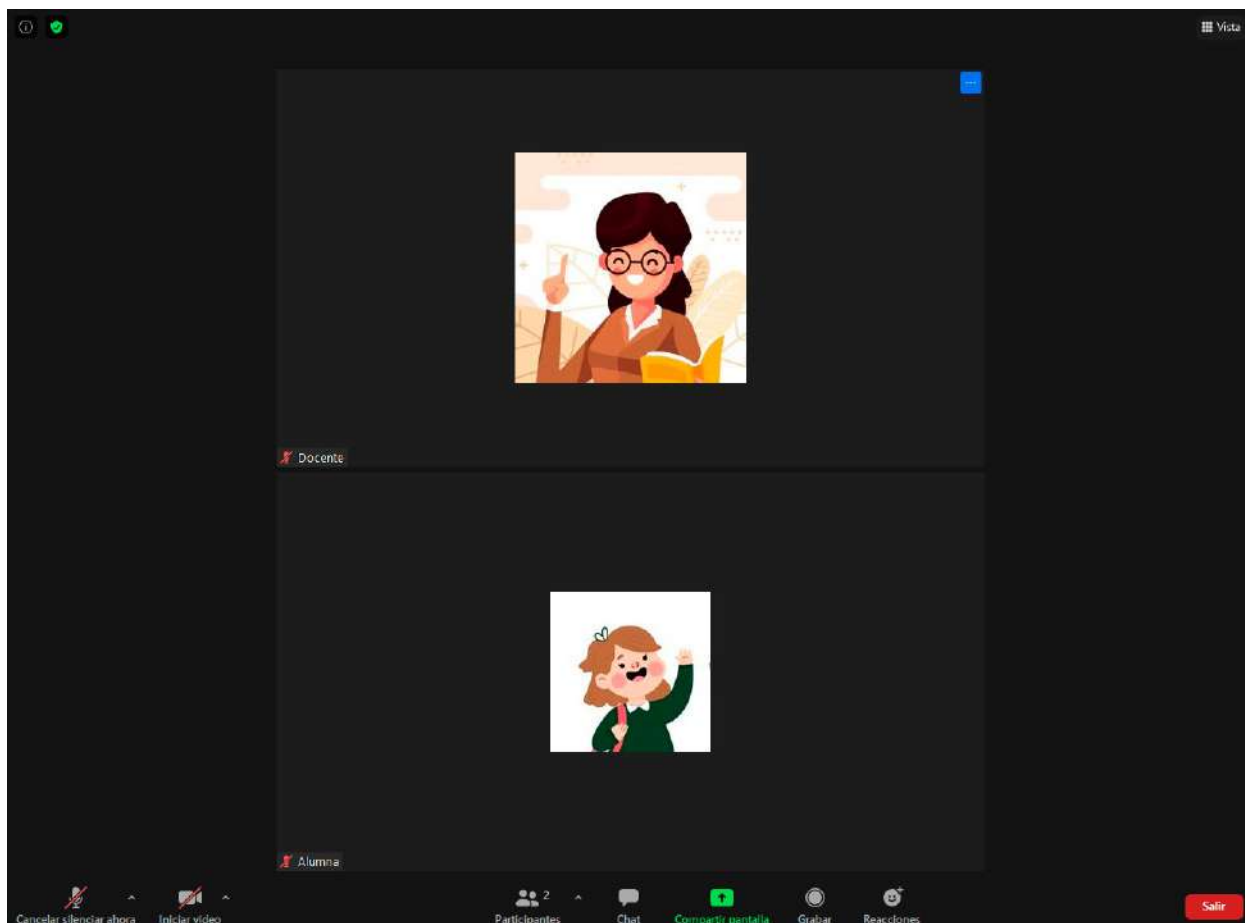 Vista
Docente
Alumna
Cancelar silenciar ahora
Iniciar video
2
Participantes
Chat
Compartir pantalla
Grabar
Reacciones
Salir